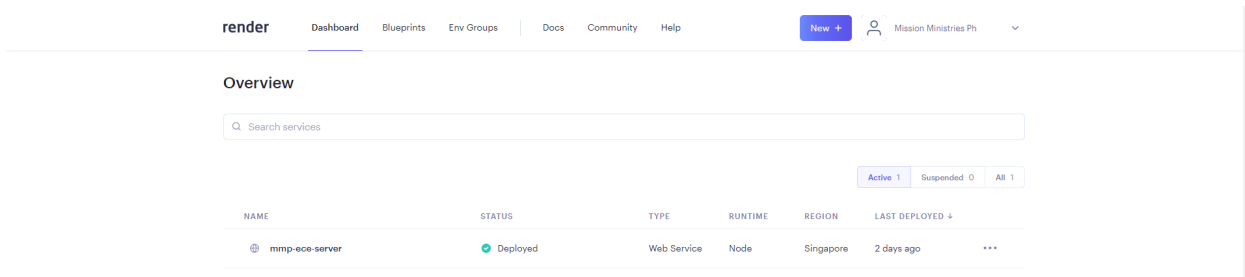 render Dashboard Blueprints Env Groups Docs Community Help New + Mission Ministries Ph
Overview
Search services
Active 1 Suspended 0 All 1
NAME STATUS TYPE RUNTIME REGION LAST DEPLOYED ↓
mmp-ece-server Deployed Web Service Node Singapore 2 days ago •••